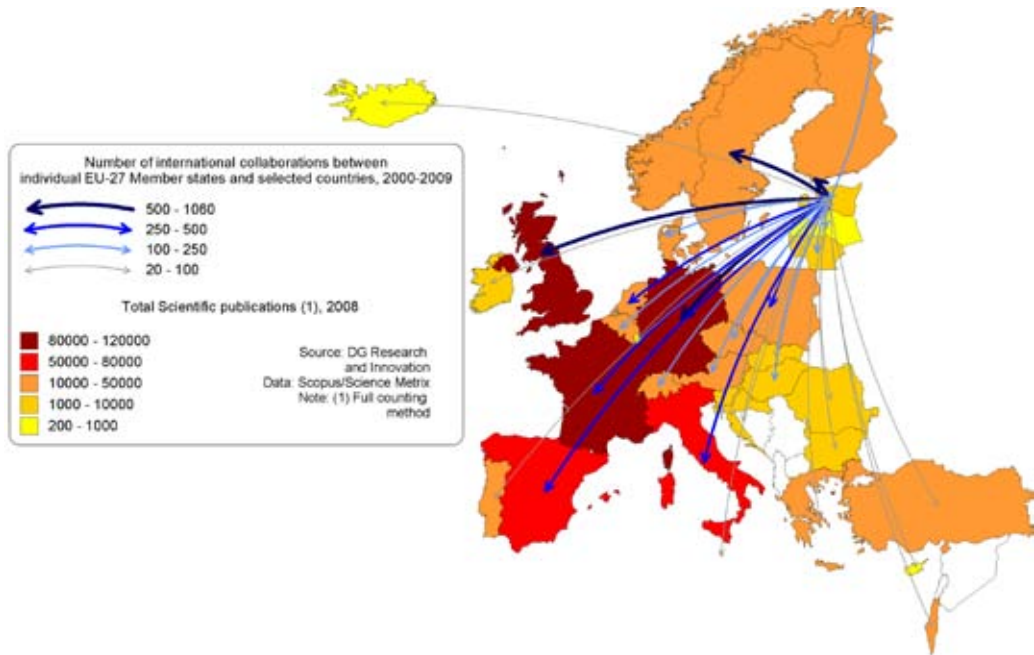 Number of international collaborations between
individual EU-27 Member states and selected countries, 2000-2009
500 - 1060
250 - 500
100 - 250
20 - 100
Total Scientific publications (1), 2008
80000 - 120000
50000 - 80000
10000 - 50000
1000 - 10000
200 - 1000
Source: DG Research
and Innovation
Data: Scopus/Science Metrix
Note: (1) Full counting
method